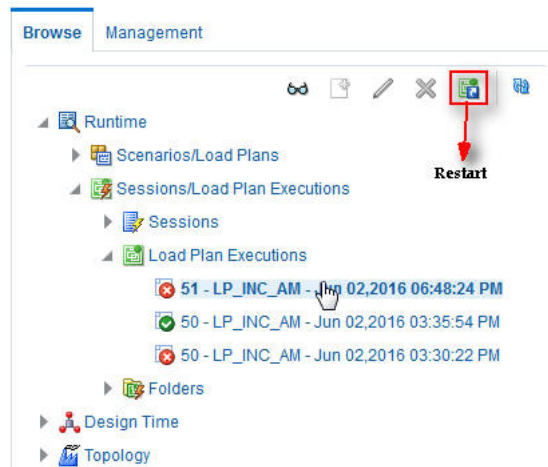 Browse Management
Restart
Runtime
Scenarios/Load Plans
Sessions/Load Plan Executions
Sessions
Load Plan Executions
51 - LP_INC_AM - Jun 02,2016 06:48:24 PM
50 - LP_INC_AM - Jun 02,2016 03:35:54 PM
50 - LP_INC_AM - Jun 02,2016 03:30:22 PM
Folders
Design Time
Topology